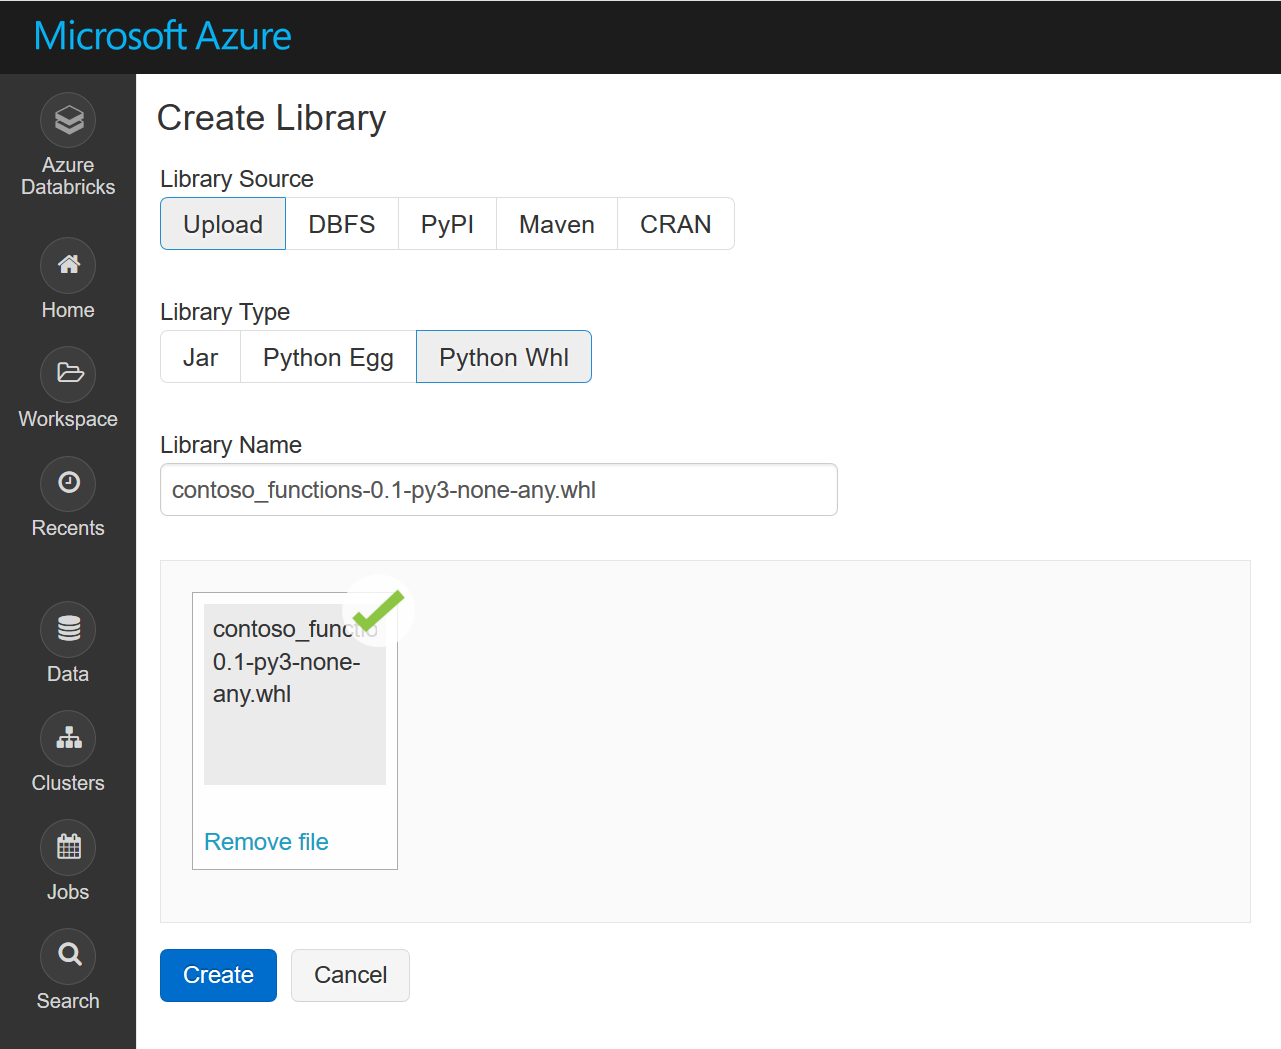 Microsoft Azure
Azure
Databricks
Home
Workspace
Recents
Data
Clusters
Jobs
Search
Create Library
Library Source
Upload DBFS PyPI Maven CRAN
Library Type
Jar Python Egg Python Whl
Library Name
contoso_functions-0.1-py3-none-any.whl
contoso_functio
0.1-py3-none-
any.whl
Remove file
Create Cancel